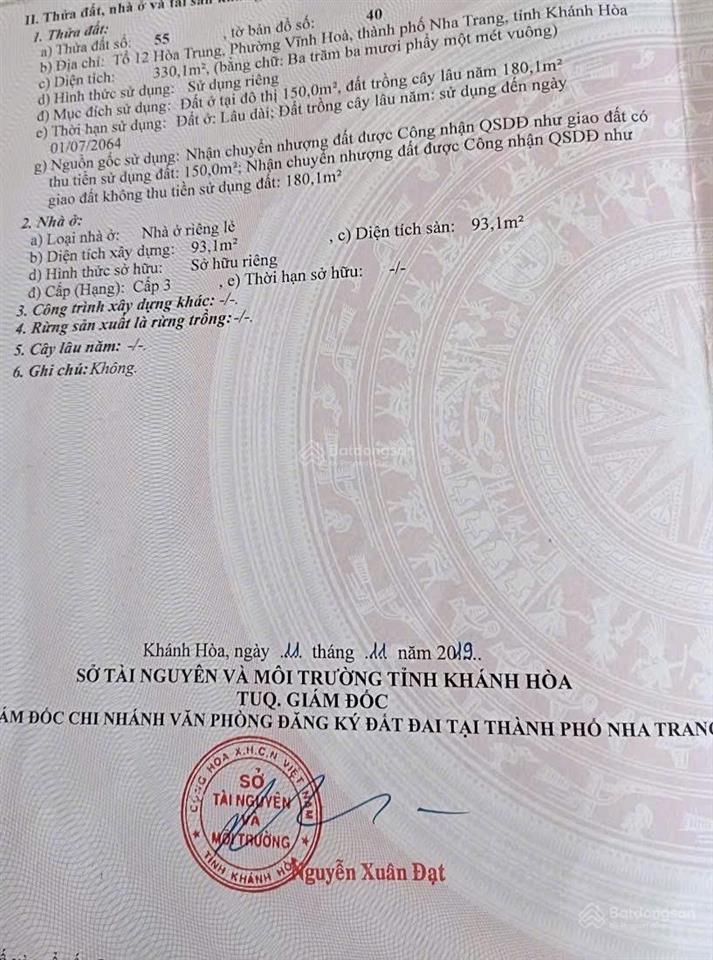 II. Thửa đất, nhà ở và tài sản
1. Thửa đất:
a) Thửa đất số: 55 , tờ bản đồ số: 40
b) Địa chỉ: Tổ 12 Hòa Trung, Phường Vĩnh Hoà, thành phố Nha Trang, tỉnh Khánh Hòa
c) Diện tích: 330,1m², (bằng chữ: Ba trăm ba mươi phẩy một mét vuông)
d) Hình thức sử dụng: Sử dụng riêng
đ) Mục đích sử dụng: Đất ở tại đô thị 150,0m², đất trồng cây lâu năm 180,1m²
e) Thời hạn sử dụng: Đất ở: Lâu dài; Đất trồng cây lâu năm: sử dụng đến ngày
01/07/2064
g) Nguồn gốc sử dụng: Nhận chuyển nhượng đất được Công nhận QSDĐ như giao đất có
thu tiền sử dụng đất: 150,0m²; Nhận chuyển nhượng đất được Công nhận QSDĐ như
giao đất không thu tiền sử dụng đất: 180,1m²
2. Nhà ở:
a) Loại nhà ở: Nhà ở riêng lẻ
b) Diện tích xây dựng: 93,1m² , c) Diện tích sàn: 93,1m²
d) Hình thức sở hữu: Sở hữu riêng
đ) Cấp (Hạng): Cấp 3 , e) Thời hạn sở hữu: -/-
3. Công trình xây dựng khác: -/-.
4. Rừng sản xuất là rừng trồng: -/-.
5. Cây lâu năm: -/-.
6. Ghi chú: Không.
Batdongsan
Khánh Hòa, ngày .11. tháng .11 năm 2019..
SỞ TÀI NGUYÊN VÀ MÔI TRƯỜNG TỈNH KHÁNH HÒA
TUQ. GIÁM ĐỐC
ÁM ĐỐC CHI NHÁNH VĂN PHÒNG ĐĂNG KÝ ĐẤT ĐAI TẠI THÀNH PHỐ NHA TRANG
CỘNG HÒA X.H.C.N VIỆT NAM
SỞ
TÀI NGUYÊN
VÀ
MÔI TRƯỜNG
TỈNH KHÁNH HÒA
Nguyễn Xuân Đạt
Batdongsan